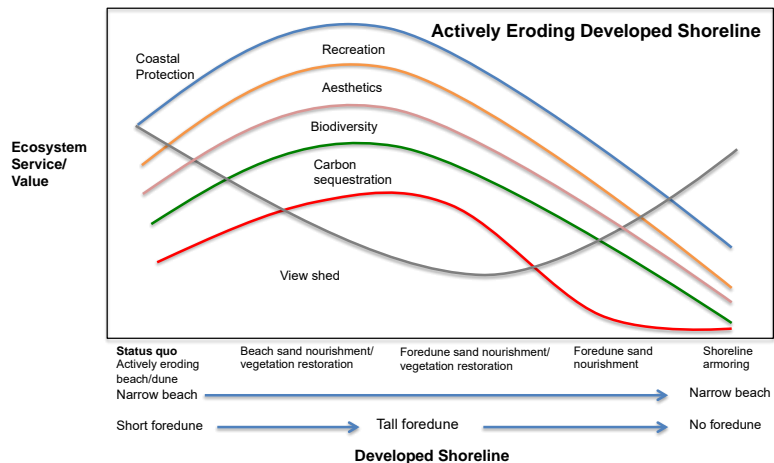 Actively Eroding Developed Shoreline
Coastal
Protection
Recreation
Aesthetics
Biodiversity
Carbon
sequestration
View shed
Ecosystem
Service/
Value
Status quo
Actively eroding
beach/dune
Beach sand nourishment/
vegetation restoration
Foredune sand nourishment/
vegetation restoration
Foredune sand
nourishment
Shoreline
armoring
Narrow beach
Narrow beach
Short foredune
Tall foredune
No foredune
Developed Shoreline